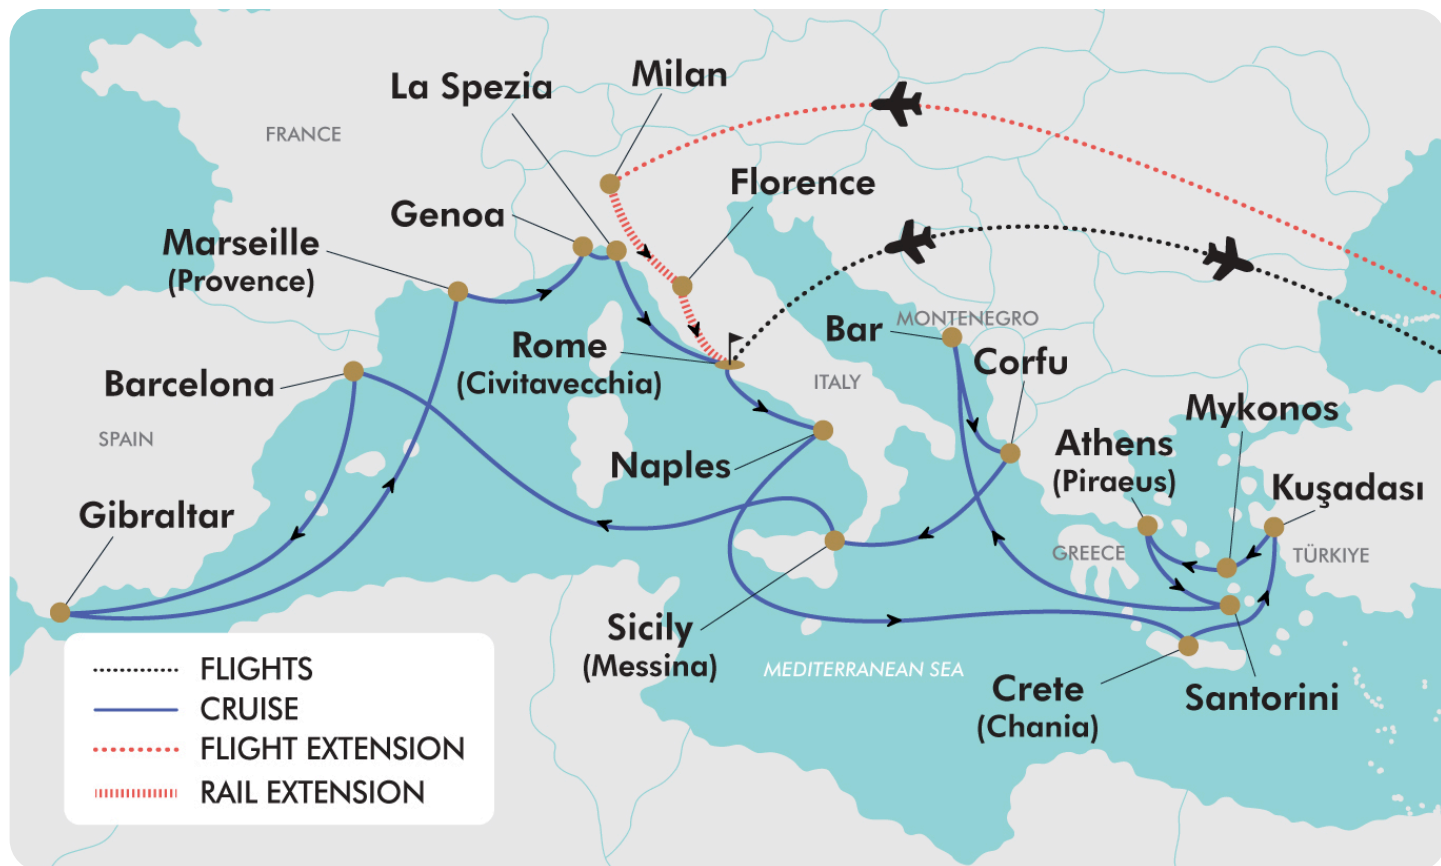 Milan
La Spezia
FRANCE
Florence
Genoa
Marseille
(Provence)
MONTENEGRO
Bar
Rome
(Civitavecchia)
Corfu
ITALY
Barcelona
Mykonos
SPAIN
Athens
(Piraeus)
Naples
Kuşadası
Gibraltar
GREECE
TÜRKIYE
Sicily
(Messina)
MEDITERRANEAN SEA
Crete
(Chania)
Santorini
FLIGHTS
CRUISE
FLIGHT EXTENSION
RAIL EXTENSION